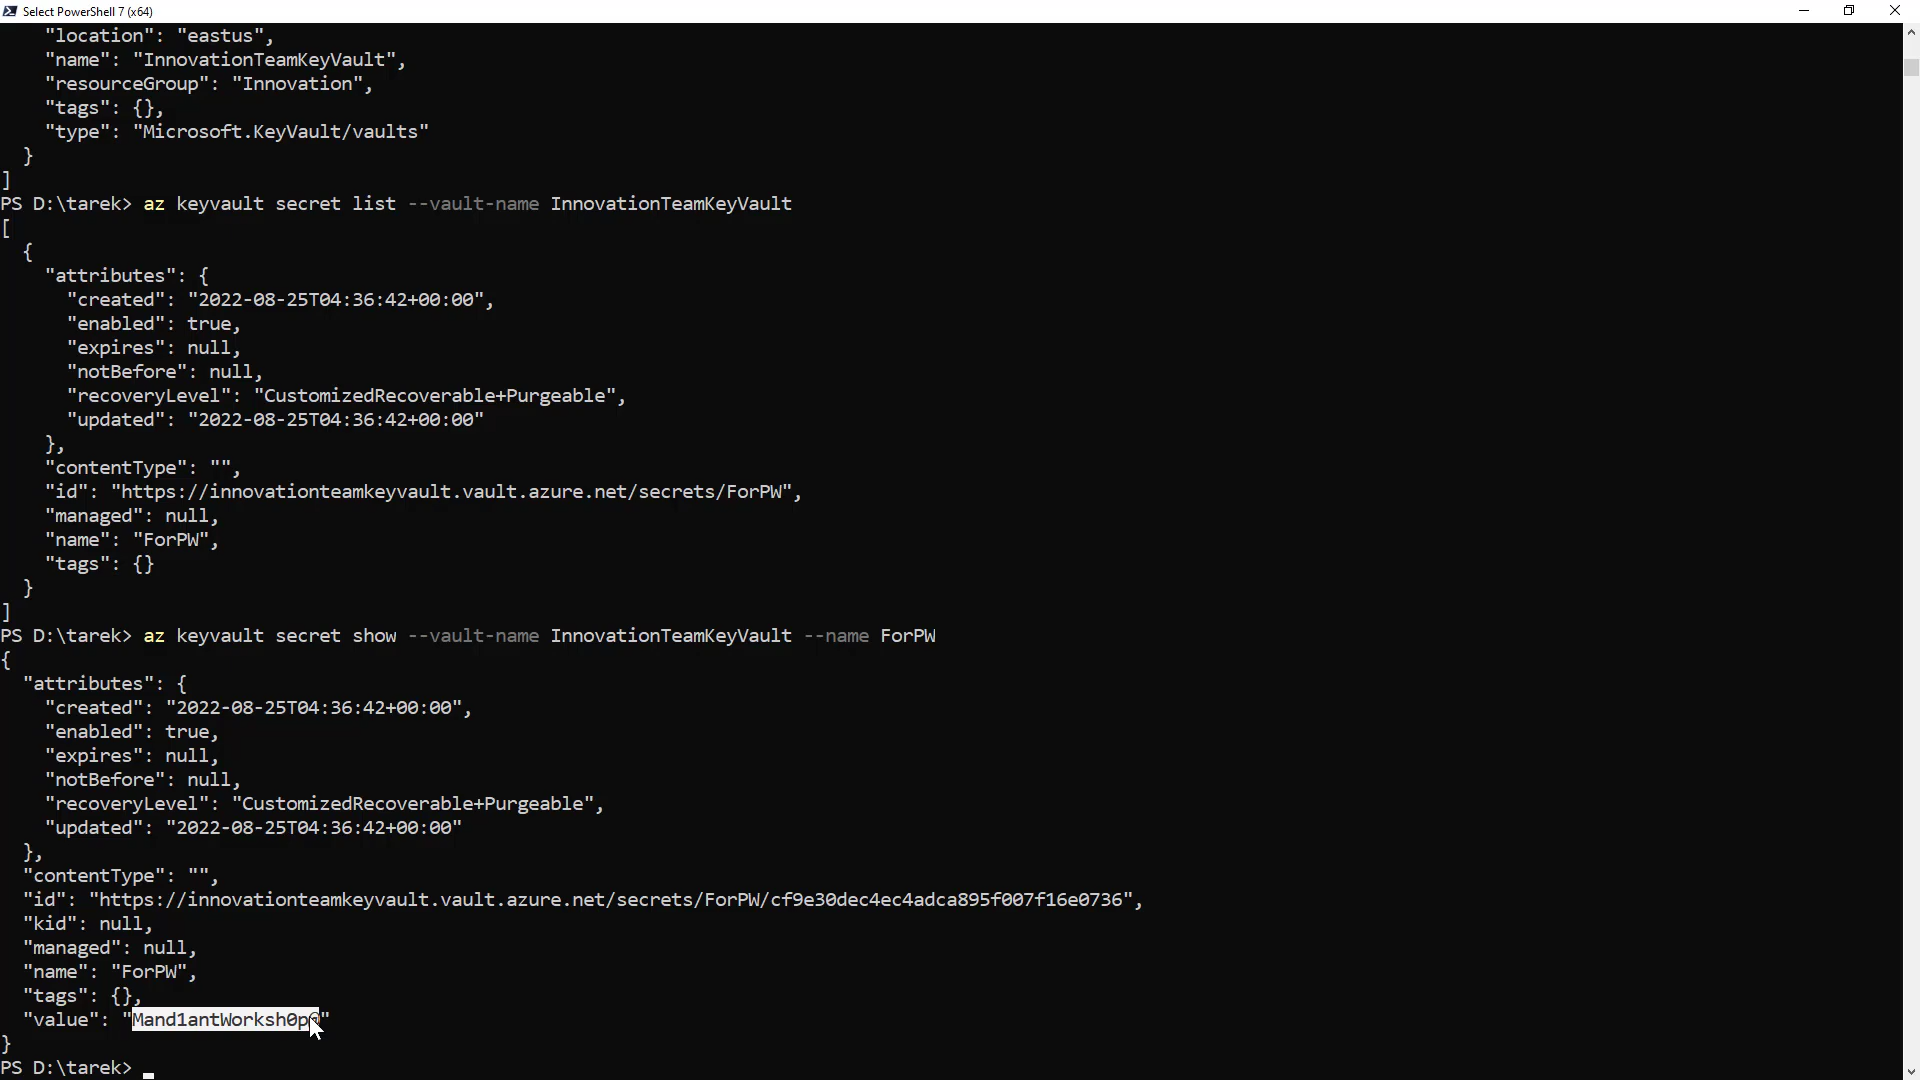 Select PowerShell 7 (x64)
    "location": "eastus",
    "name": "InnovationTeamKeyVault",
    "resourceGroup": "Innovation",
    "tags": {},
    "type": "Microsoft.KeyVault/vaults"
  }
]
PS D:\tarek> az keyvault secret list --vault-name InnovationTeamKeyVault
[
  {
    "attributes": {
      "created": "2022-08-25T04:36:42+00:00",
      "enabled": true,
      "expires": null,
      "notBefore": null,
      "recoveryLevel": "CustomizedRecoverable+Purgeable",
      "updated": "2022-08-25T04:36:42+00:00"
    },
    "contentType": "",
    "id": "https://innovationteamkeyvault.vault.azure.net/secrets/ForPW",
    "managed": null,
    "name": "ForPW",
    "tags": {}
  }
]
PS D:\tarek> az keyvault secret show --vault-name InnovationTeamKeyVault --name ForPW
{
  "attributes": {
    "created": "2022-08-25T04:36:42+00:00",
    "enabled": true,
    "expires": null,
    "notBefore": null,
    "recoveryLevel": "CustomizedRecoverable+Purgeable",
    "updated": "2022-08-25T04:36:42+00:00"
  },
  "contentType": "",
  "id": "https://innovationteamkeyvault.vault.azure.net/secrets/ForPW/cf9e30dec4ec4adca895f007f16e0736",
  "kid": null,
  "managed": null,
  "name": "ForPW",
  "tags": {},
  "value": "
}
PS D:\tarek>